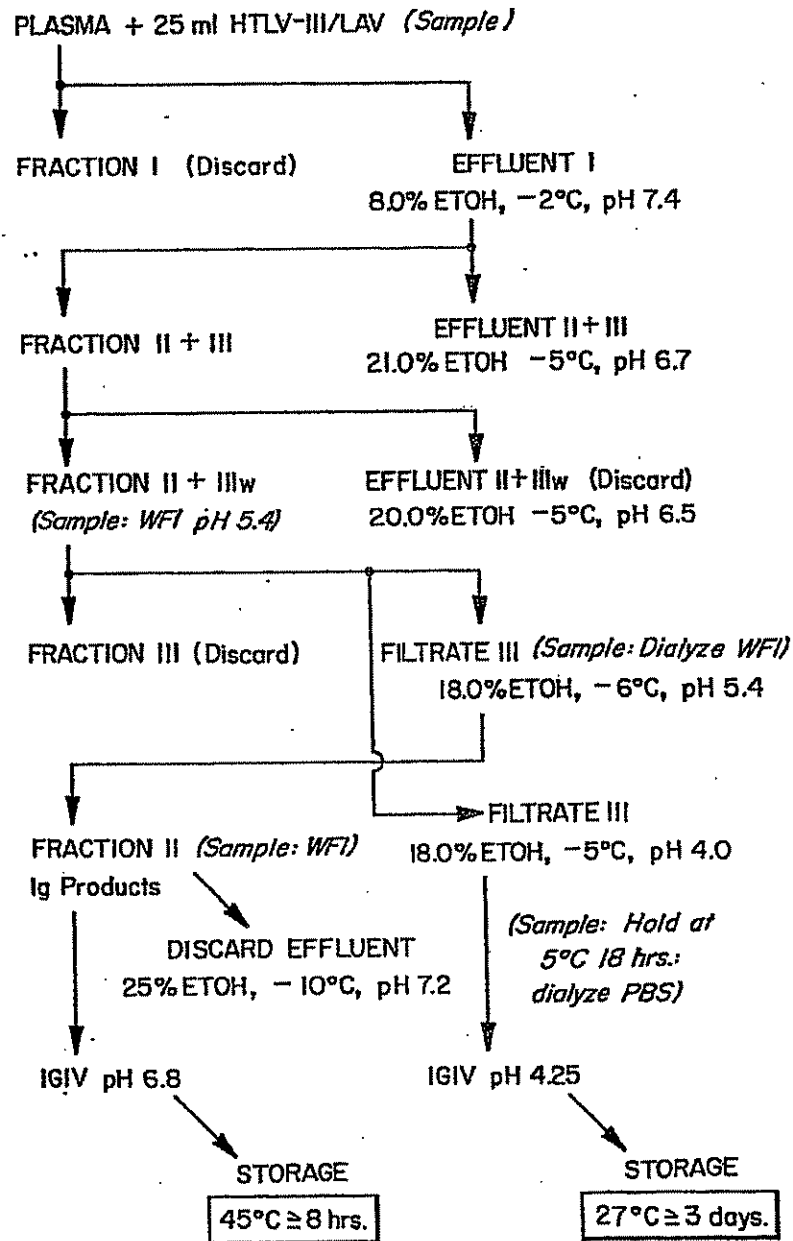 PLASMA + 25 ml HTLV-III/LAV (Sample)
FRACTION I (Discard)
EFFLUENT I
8.0% ETOH, -2°C, pH 7.4
FRACTION II + III
EFFLUENT II + III
21.0% ETOH -5°C, pH 6.7
FRACTION II + IIIw
(Sample: WFI pH 5.4)
EFFLUENT II+IIIw (Discard)
20.0% ETOH -5°C, pH 6.5
FRACTION III (Discard)
FILTRATE III (Sample: Dialyze WFI)
18.0% ETOH, -6°C, pH 5.4
FRACTION II (Sample: WFI)
Ig Products
FILTRATE III
18.0% ETOH, -5°C, pH 4.0
DISCARD EFFLUENT
25% ETOH, -10°C, pH 7.2
(Sample: Hold at
5°C 18 hrs.:
dialyze PBS)
IGIV pH 6.8
IGIV pH 4.25
STORAGE
45°C ≥ 8 hrs.
STORAGE
27°C ≥ 3 days.